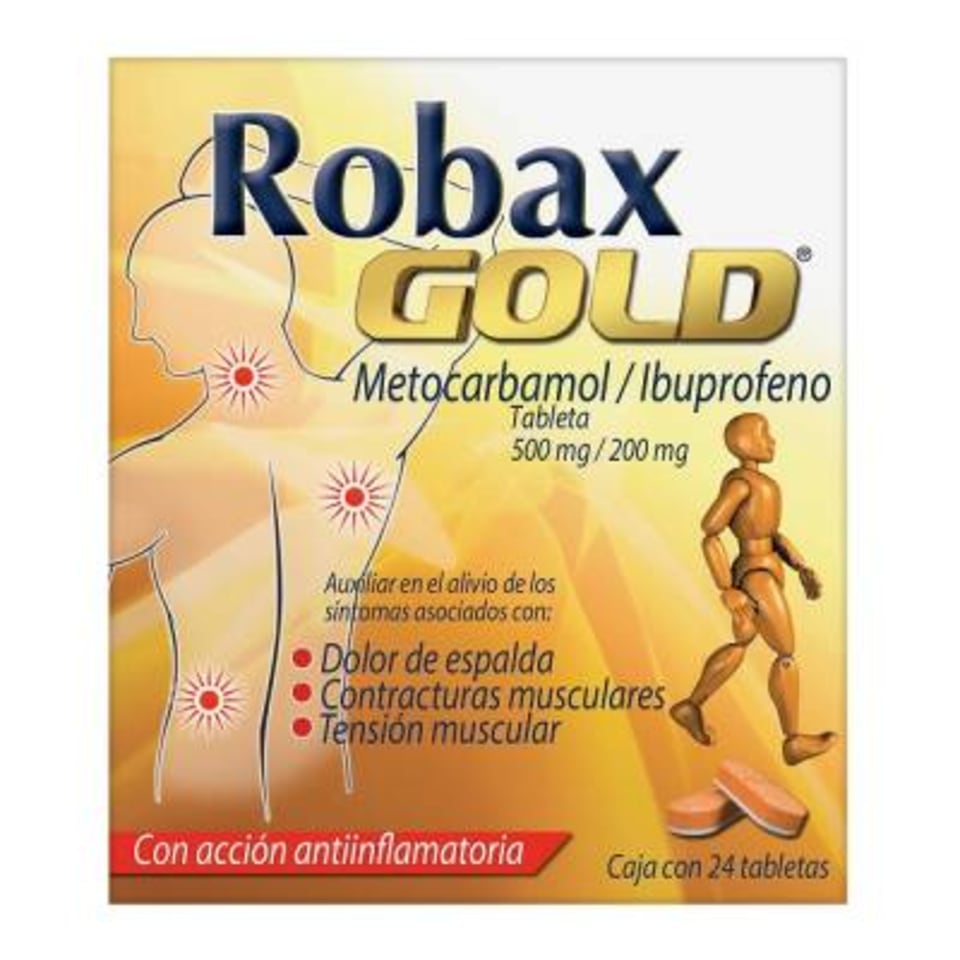 Robax
GOLD®
Metocarbamol / Ibuprofeno
Tableta
500 mg / 200 mg
Auxiliar en el alivio de los
síntomas asociados con:
• Dolor de espalda
• Contracturas musculares
• Tensión muscular
Con acción antiinflamatoria
Caja con 24 tabletas